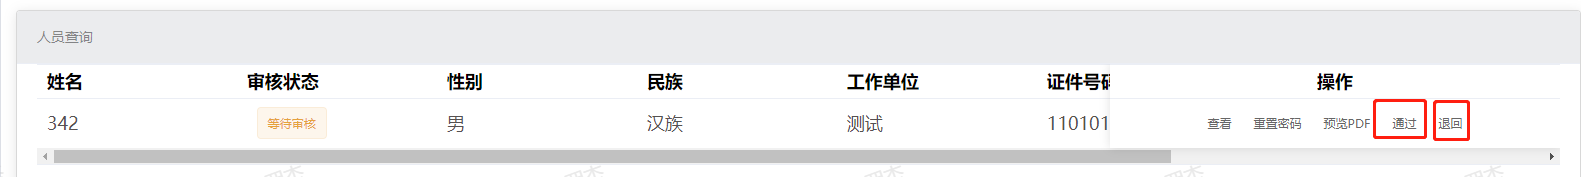 人员查询
姓名 审核状态 性别 民族 工作单位 证件号 操作
342 等待审核 男 汉族 测试 110101 查看 重置密码 预览PDF 通过 退回